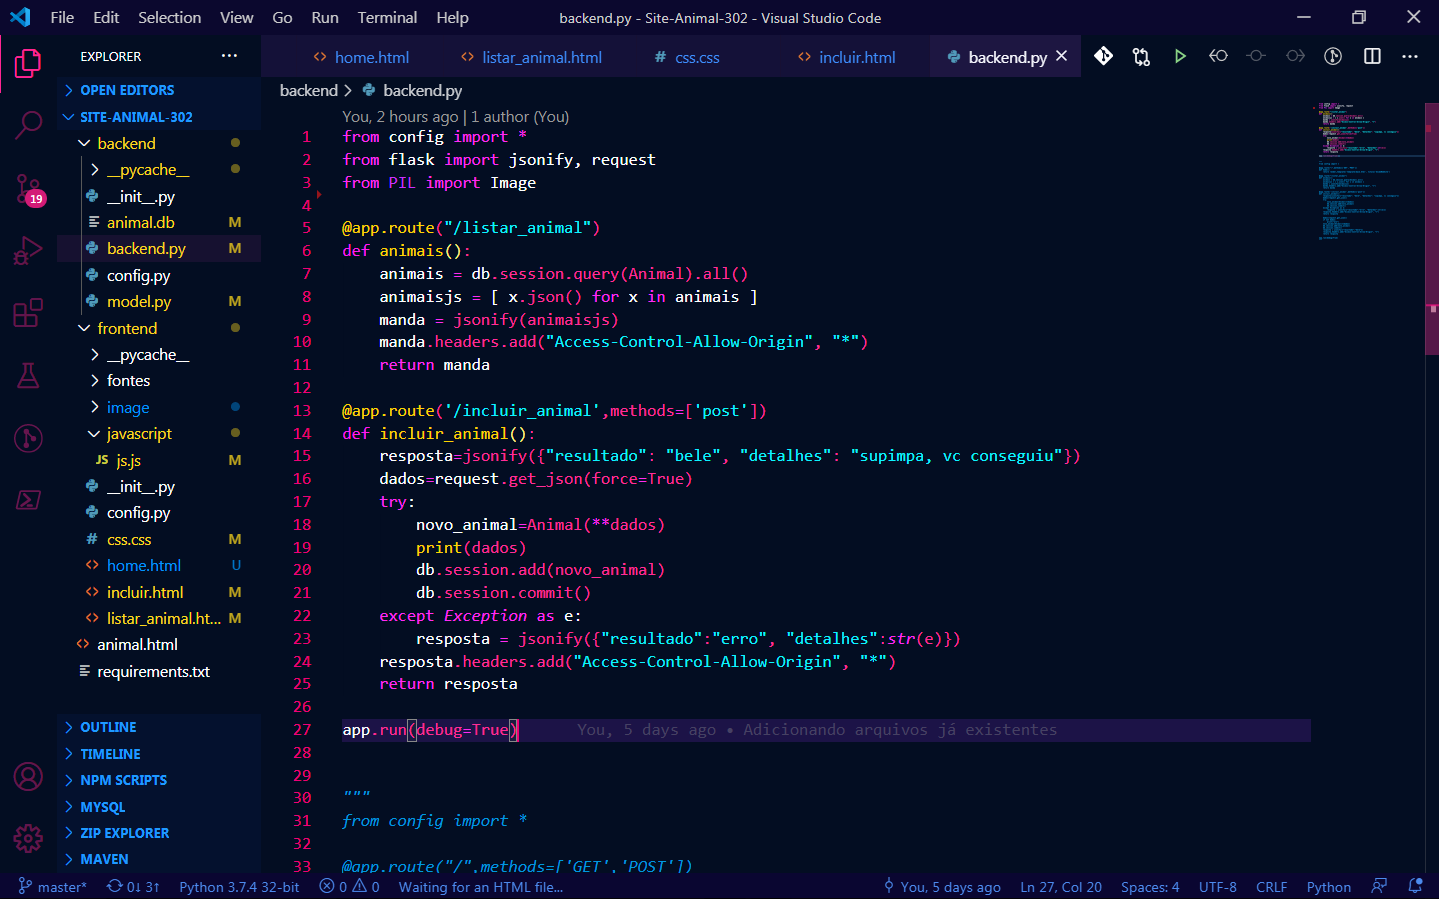 File Edit Selection View Go Run Terminal Help
backend.py - Site-Animal-302 - Visual Studio Code
EXPLORER
OPEN EDITORS
SITE-ANIMAL-302
backend
__pycache__
__init__.py
animal.db M
backend.py M
config.py
model.py M
frontend
__pycache__
fontes
image
javascript
JS js.js M
__init__.py
config.py
# css.css M
<> home.html U
<> incluir.html M
<> listar_animal.ht... M
<> animal.html
requirements.txt
OUTLINE
TIMELINE
NPM SCRIPTS
MYSQL
ZIP EXPLORER
MAVEN
19
<> home.html <> listar_animal.html # css.css <> incluir.html backend.py
backend > backend.py
You, 2 hours ago | 1 author (You)
1 from config import *
2 from flask import jsonify, request
3 from PIL import Image
4
5 @app.route("/listar_animal")
6 def animais():
7 animais = db.session.query(Animal).all()
8 animaisjs = [ x.json() for x in animais ]
9 manda = jsonify(animaisjs)
10 manda.headers.add("Access-Control-Allow-Origin", "*")
11 return manda
12
13 @app.route('/incluir_animal',methods=['post'])
14 def incluir_animal():
15 resposta=jsonify({"resultado": "bele", "detalhes": "supimpa, vc conseguiu"})
16 dados=request.get_json(force=True)
17 try:
18 novo_animal=Animal(**dados)
19 print(dados)
20 db.session.add(novo_animal)
21 db.session.commit()
22 except Exception as e:
23 resposta = jsonify({"resultado":"erro", "detalhes":str(e)})
24 resposta.headers.add("Access-Control-Allow-Origin", "*")
25 return resposta
26
27 app.run(debug=True) You, 5 days ago • Adicionando arquivos já existentes
28
29
30 """
31 from config import *
32
33 @app.route("/",methods=['GET','POST'])
master* 0↓ 3↑ Python 3.7.4 32-bit 0 0 Waiting for an HTML file... You, 5 days ago Ln 27, Col 20 Spaces: 4 UTF-8 CRLF Python